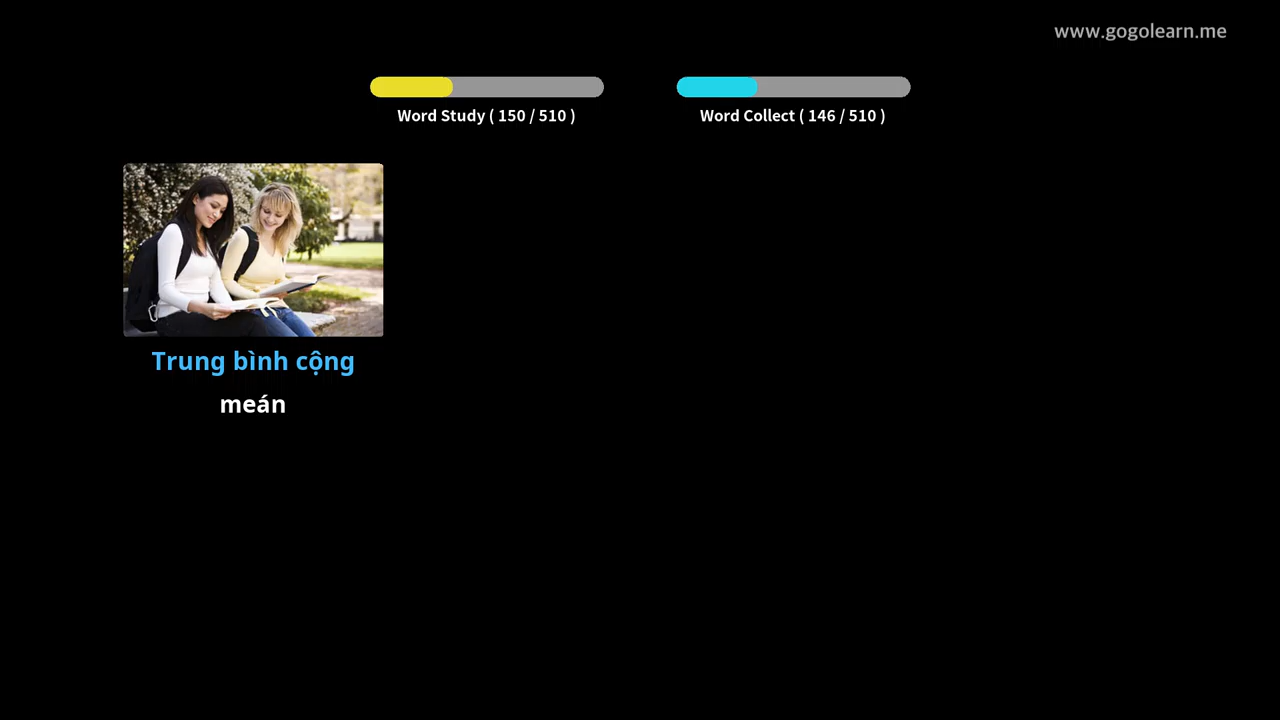 www.gogolearn.me
Word Study ( 150 / 510 )
Word Collect ( 146 / 510 )
Trung bình cộng
meán